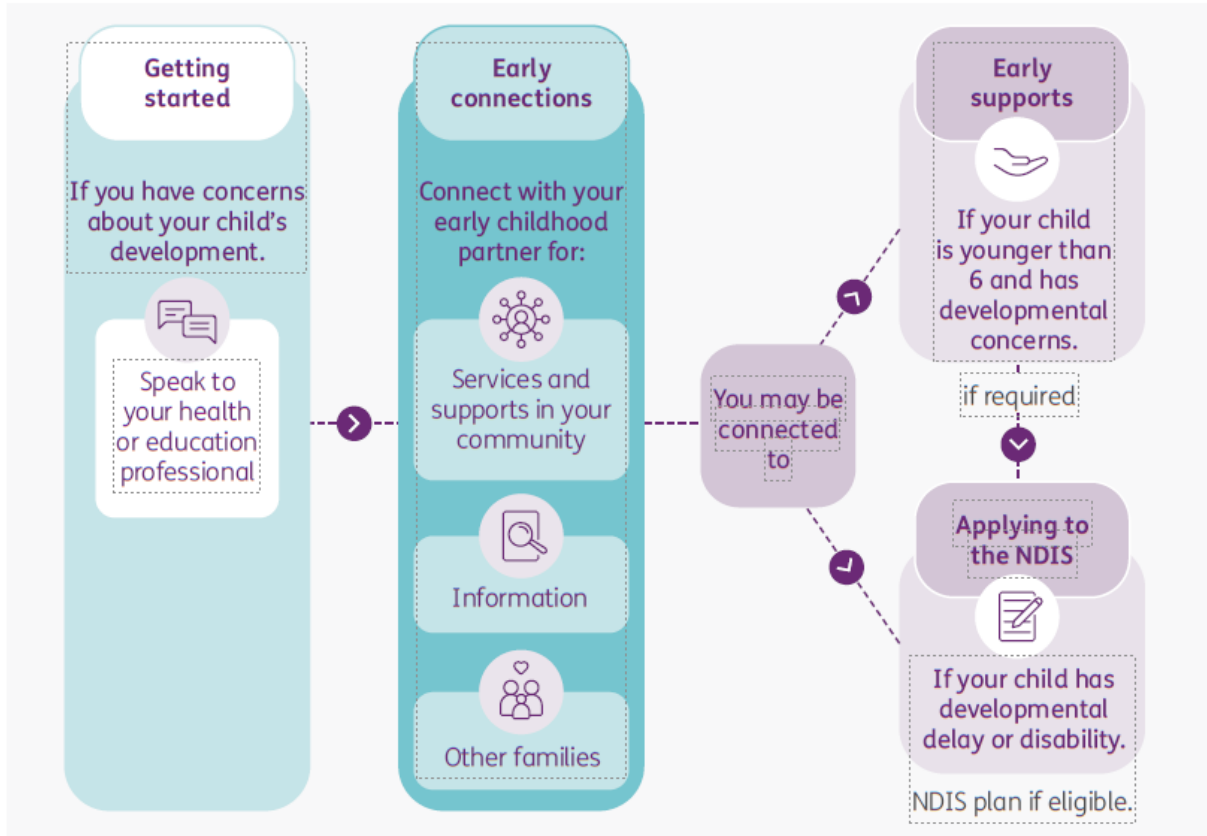 Getting
started
If you have concerns
about your child's
development.
Speak to
your health
or education
professional
Early
connections
Connect with your
early childhood
partner for:
Services and
supports in your
community
Information
Other families
You may be
connected
to
Early
supports
If your child
is younger than
6 and has
developmental
concerns.
if required
Applying to
the NDIS
If your child has
developmental
delay or disability.
NDIS plan if eligible.